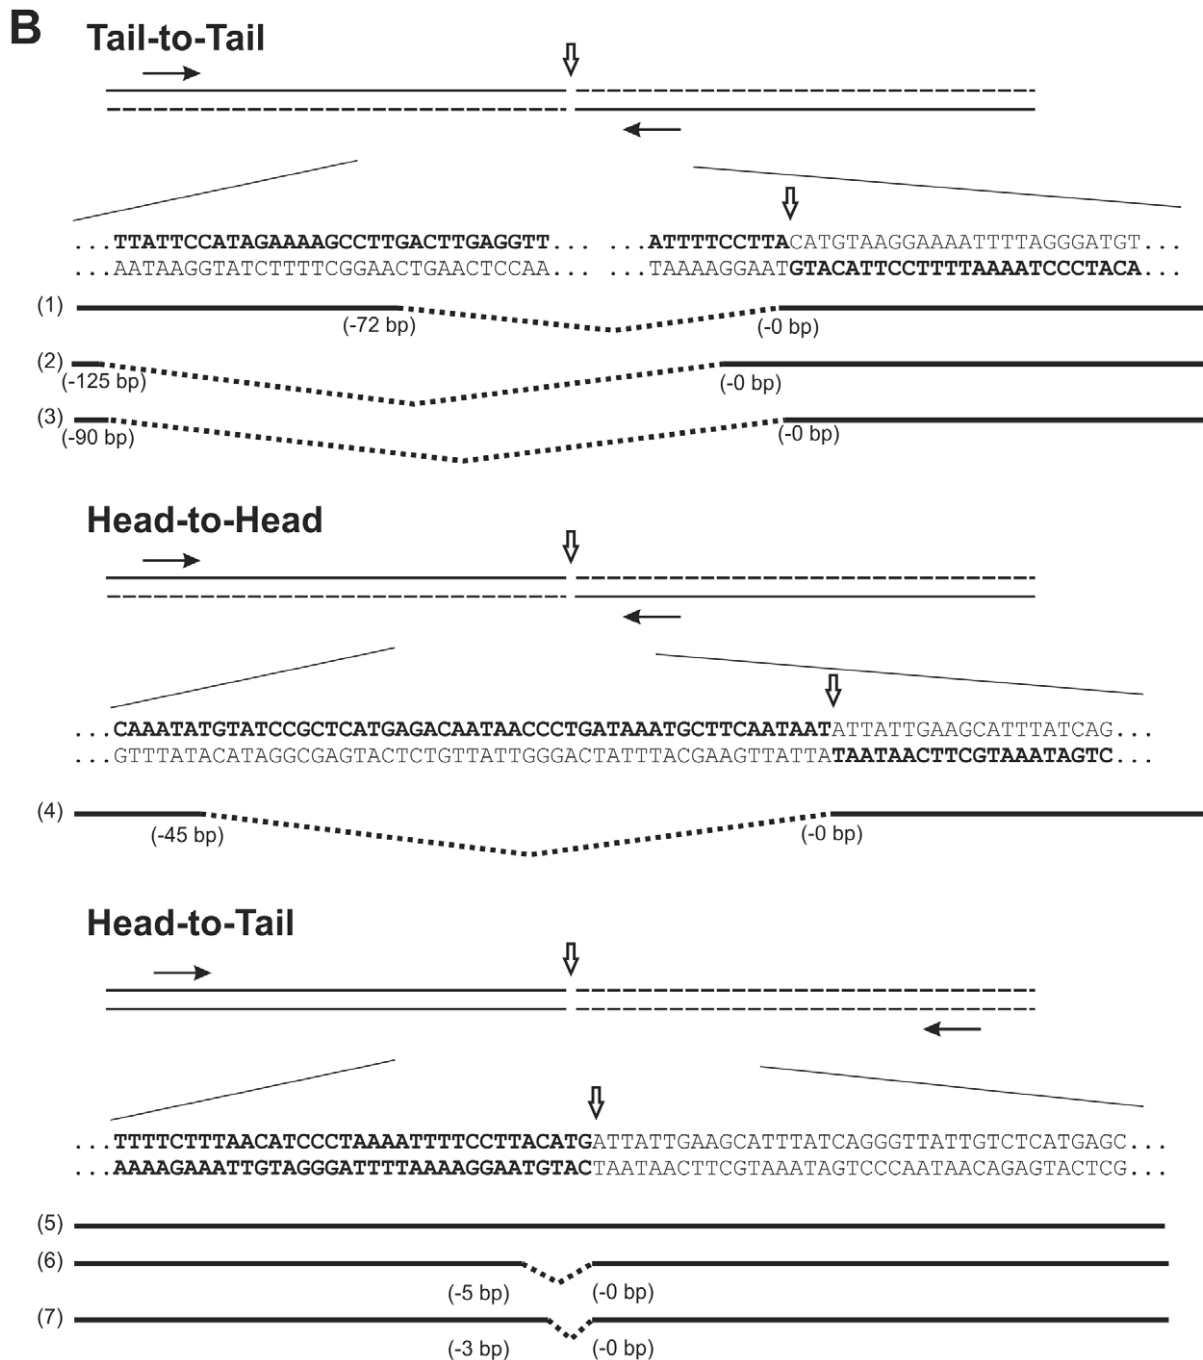 B
Tail-to-Tail
...TTATTCCATAGAAAAGCCTTGACTTGAGGTT... ...ATTTTCCTTACATGTAAGGAAAATTTTAGGGATGT...
...AATAAGGTATCTTTTCGGAACTGAACTCCAA... ...TAAAAGGAATGTACATTCCTTTTAAAATCCCTACA...
(1)
(-72 bp) (-0 bp)
(2)
(-125 bp) (-0 bp)
(3)
(-90 bp) (-0 bp)
Head-to-Head
...CAAATATGTATCCGCTCATGAGACAATAACCCTGATAAATGCTTCAATAATATTATTGAAGCATTTATCAG...
...GTTTATACATAGGCGAGTACTCTGTTATTGGGACTATTTACGAAGTTATTATAATAACTTCGTAAATAGTC...
(4)
(-45 bp) (-0 bp)
Head-to-Tail
...TTTTCTTTAACATCCCTAAAATTTTCCTTACATGATTATTGAAGCATTTATCAGGGTTATTGTCTCATGAGC...
...AAAAGAAATTGTAGGGATTTTAAAAGGAATGTACTAATAACTTCGTAAATAGTCCCAATAACAGAGTACTCG...
(5)
(6)
(-5 bp) (-0 bp)
(7)
(-3 bp) (-0 bp)